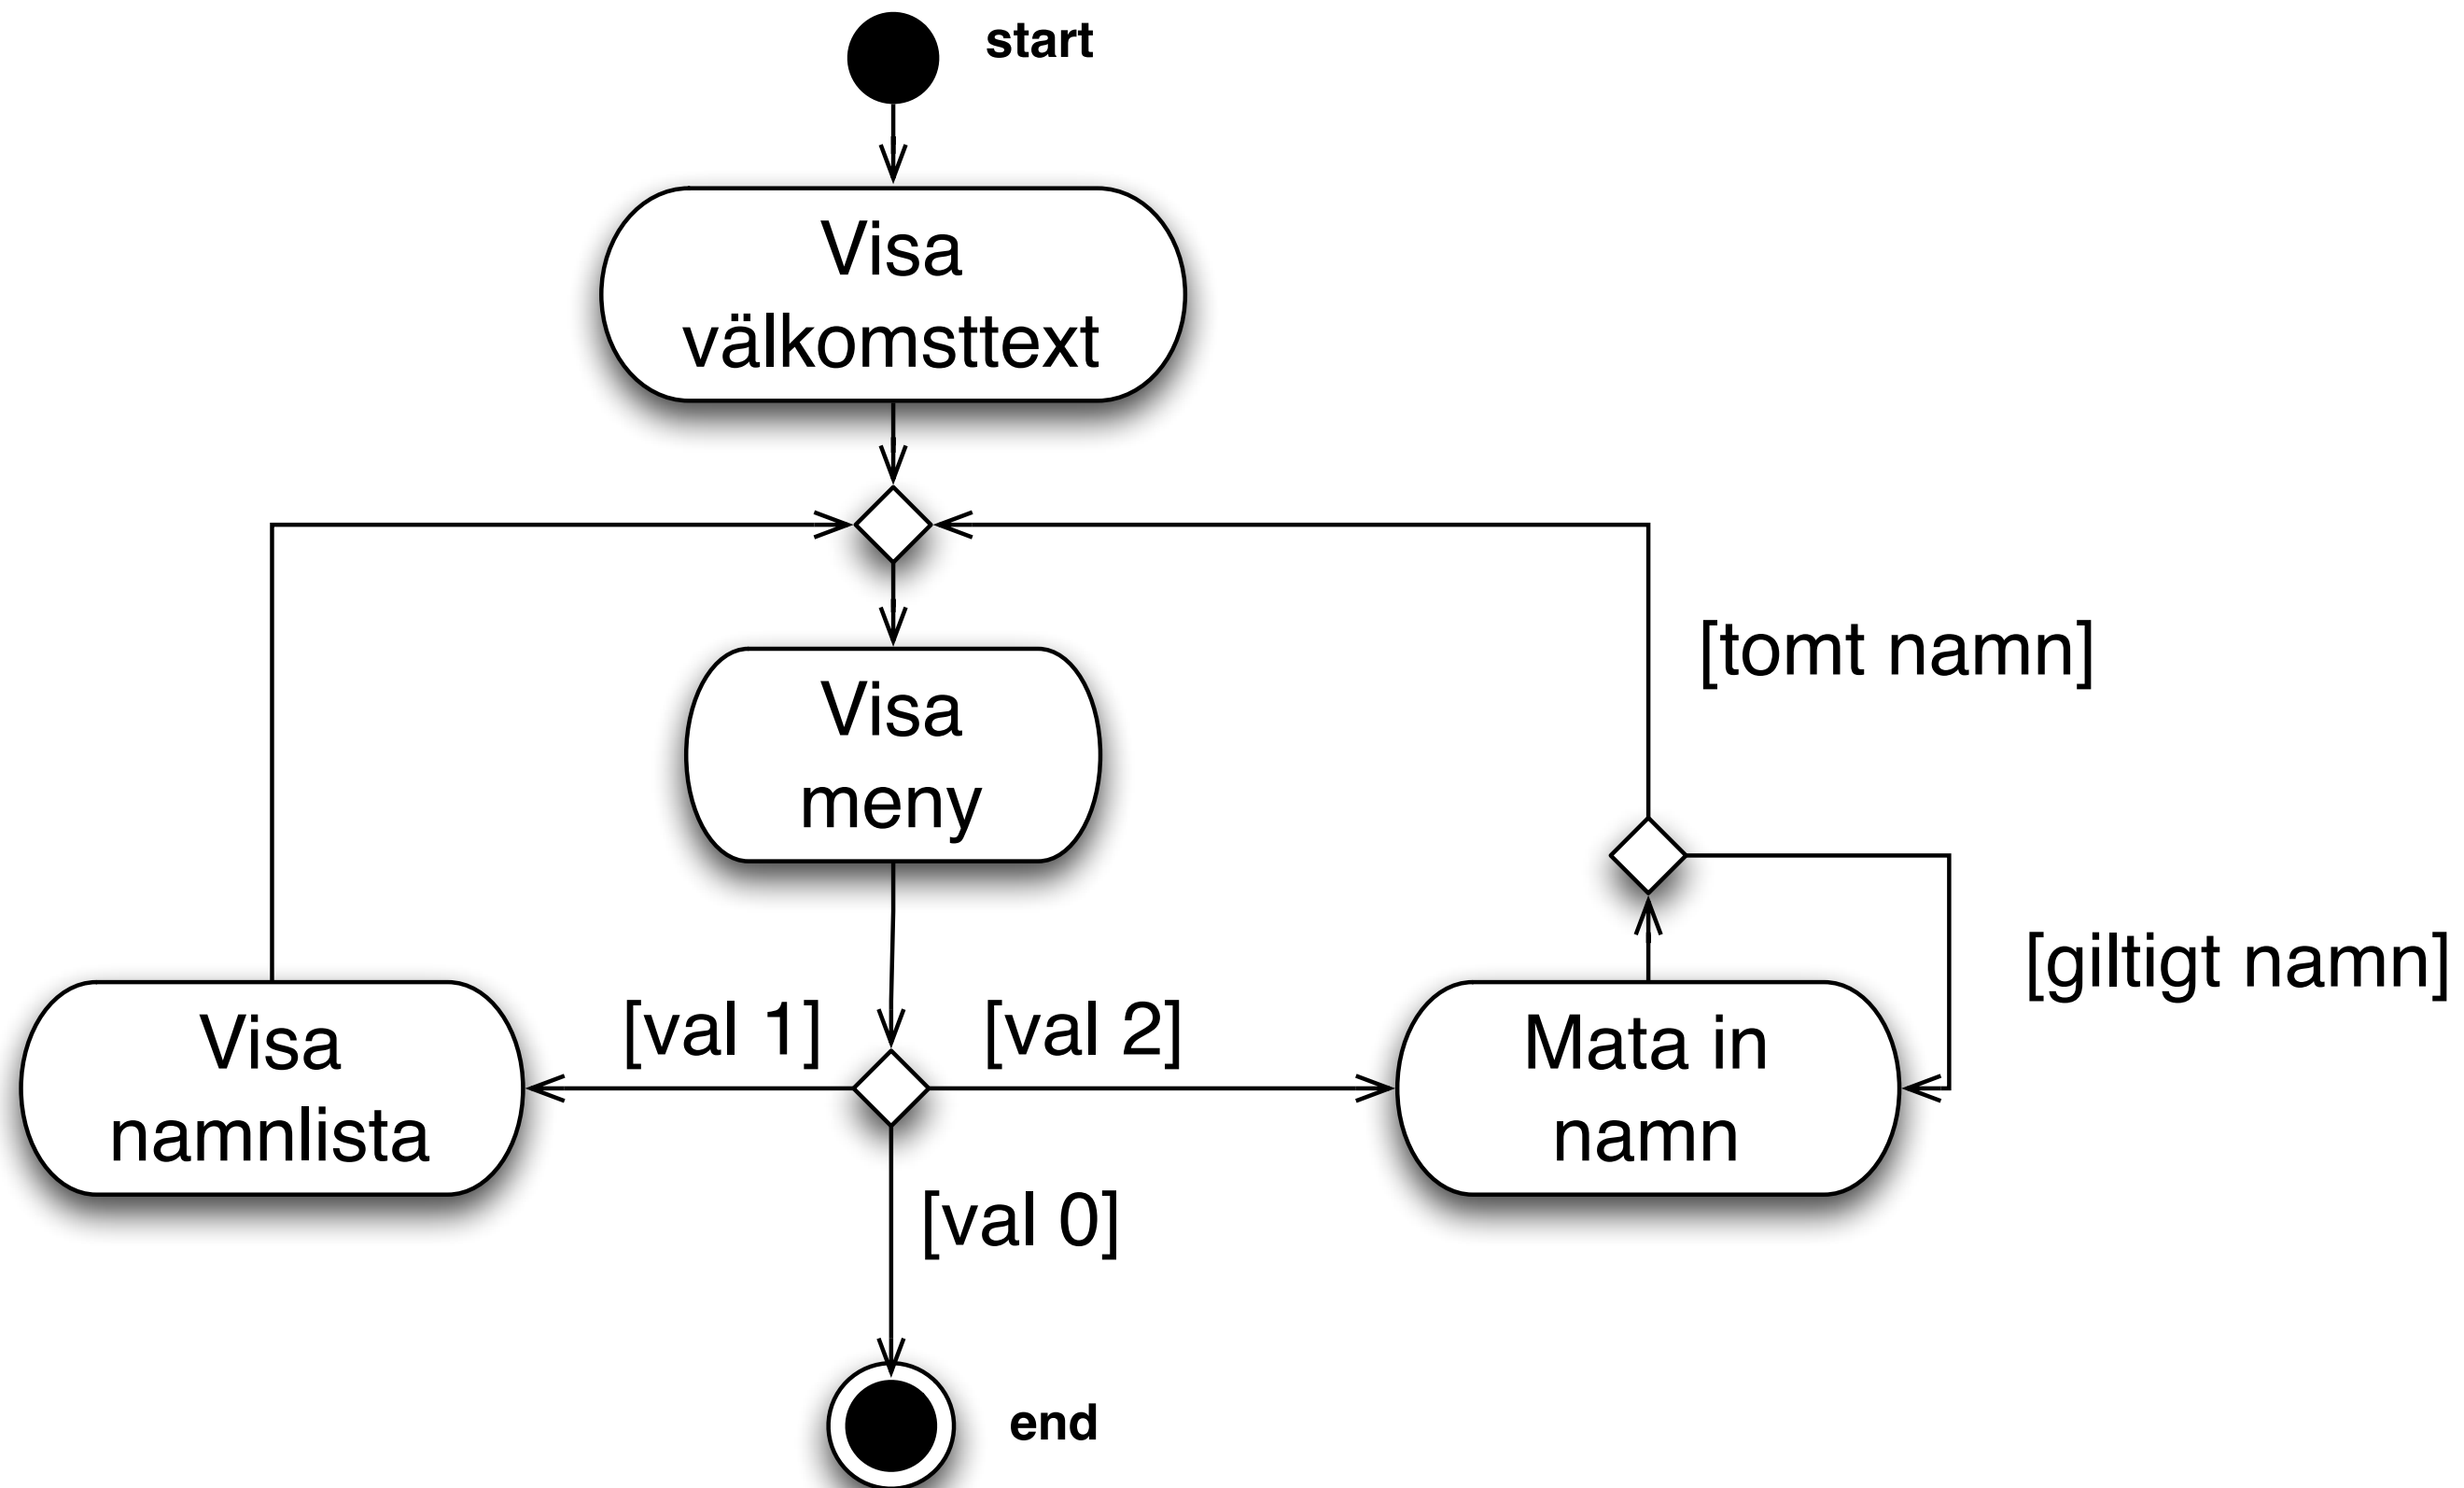 start
Visa
välkomsttext
[tomt namn]
Visa
meny
[giltigt namn]
Visa
namnlista
[val 1]
[val 2]
Mata in
namn
[val 0]
end